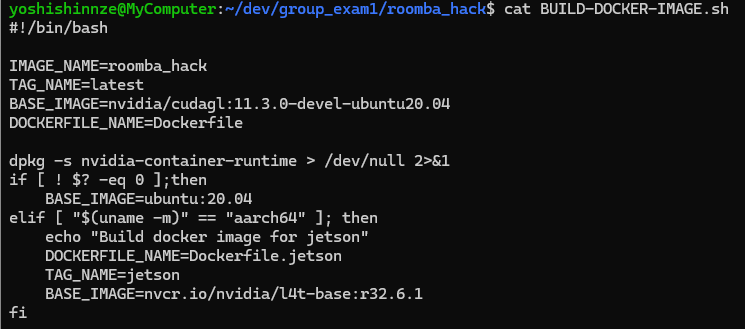 yoshishinnze@MyComputer:~/dev/group_exam1/roomba_hack$ cat BUILD-DOCKER-IMAGE.sh
#!/bin/bash

IMAGE_NAME=roomba_hack
TAG_NAME=latest
BASE_IMAGE=nvidia/cudagl:11.3.0-devel-ubuntu20.04
DOCKERFILE_NAME=Dockerfile

dpkg -s nvidia-container-runtime > /dev/null 2>&1
if [ ! $? -eq 0 ];then
    BASE_IMAGE=ubuntu:20.04
elif [ "$(uname -m)" == "aarch64" ]; then
    echo "Build docker image for jetson"
    DOCKERFILE_NAME=Dockerfile.jetson
    TAG_NAME=jetson
    BASE_IMAGE=nvcr.io/nvidia/l4t-base:r32.6.1
fi